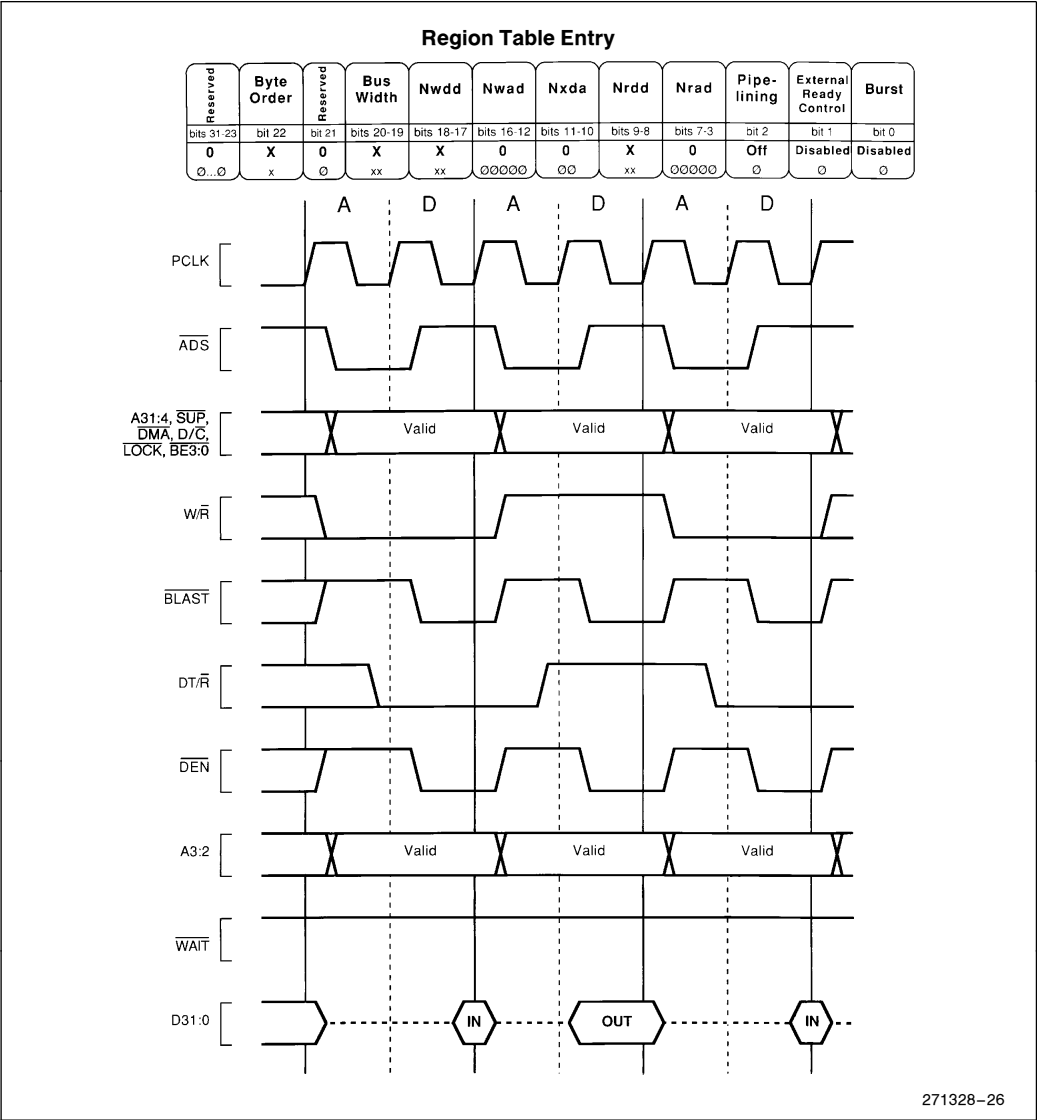 Region Table Entry
Reserved Byte Order Reserved Bus Width Nwdd Nwad Nxda Nrdd Nrad Pipe-lining External Ready Control Burst
bits 31-23 bit 22 bit 21 bits 20-19 bits 18-17 bits 16-12 bits 11-10 bits 9-8 bits 7-3 bit 2 bit 1 bit 0
0 X 0 X X 0 0 X 0 Off Disabled Disabled
Ø...Ø x Ø xx xx ØØØØØ ØØ xx ØØØØØ Ø Ø Ø
A D A D A D
PCLK
ADS
A31:4, SUP,
DMA, D/C,
LOCK, BE3:0
Valid Valid Valid
W/R
BLAST
DT/R
DEN
A3:2 Valid Valid Valid
WAIT
D31:0 IN OUT IN
271328–26